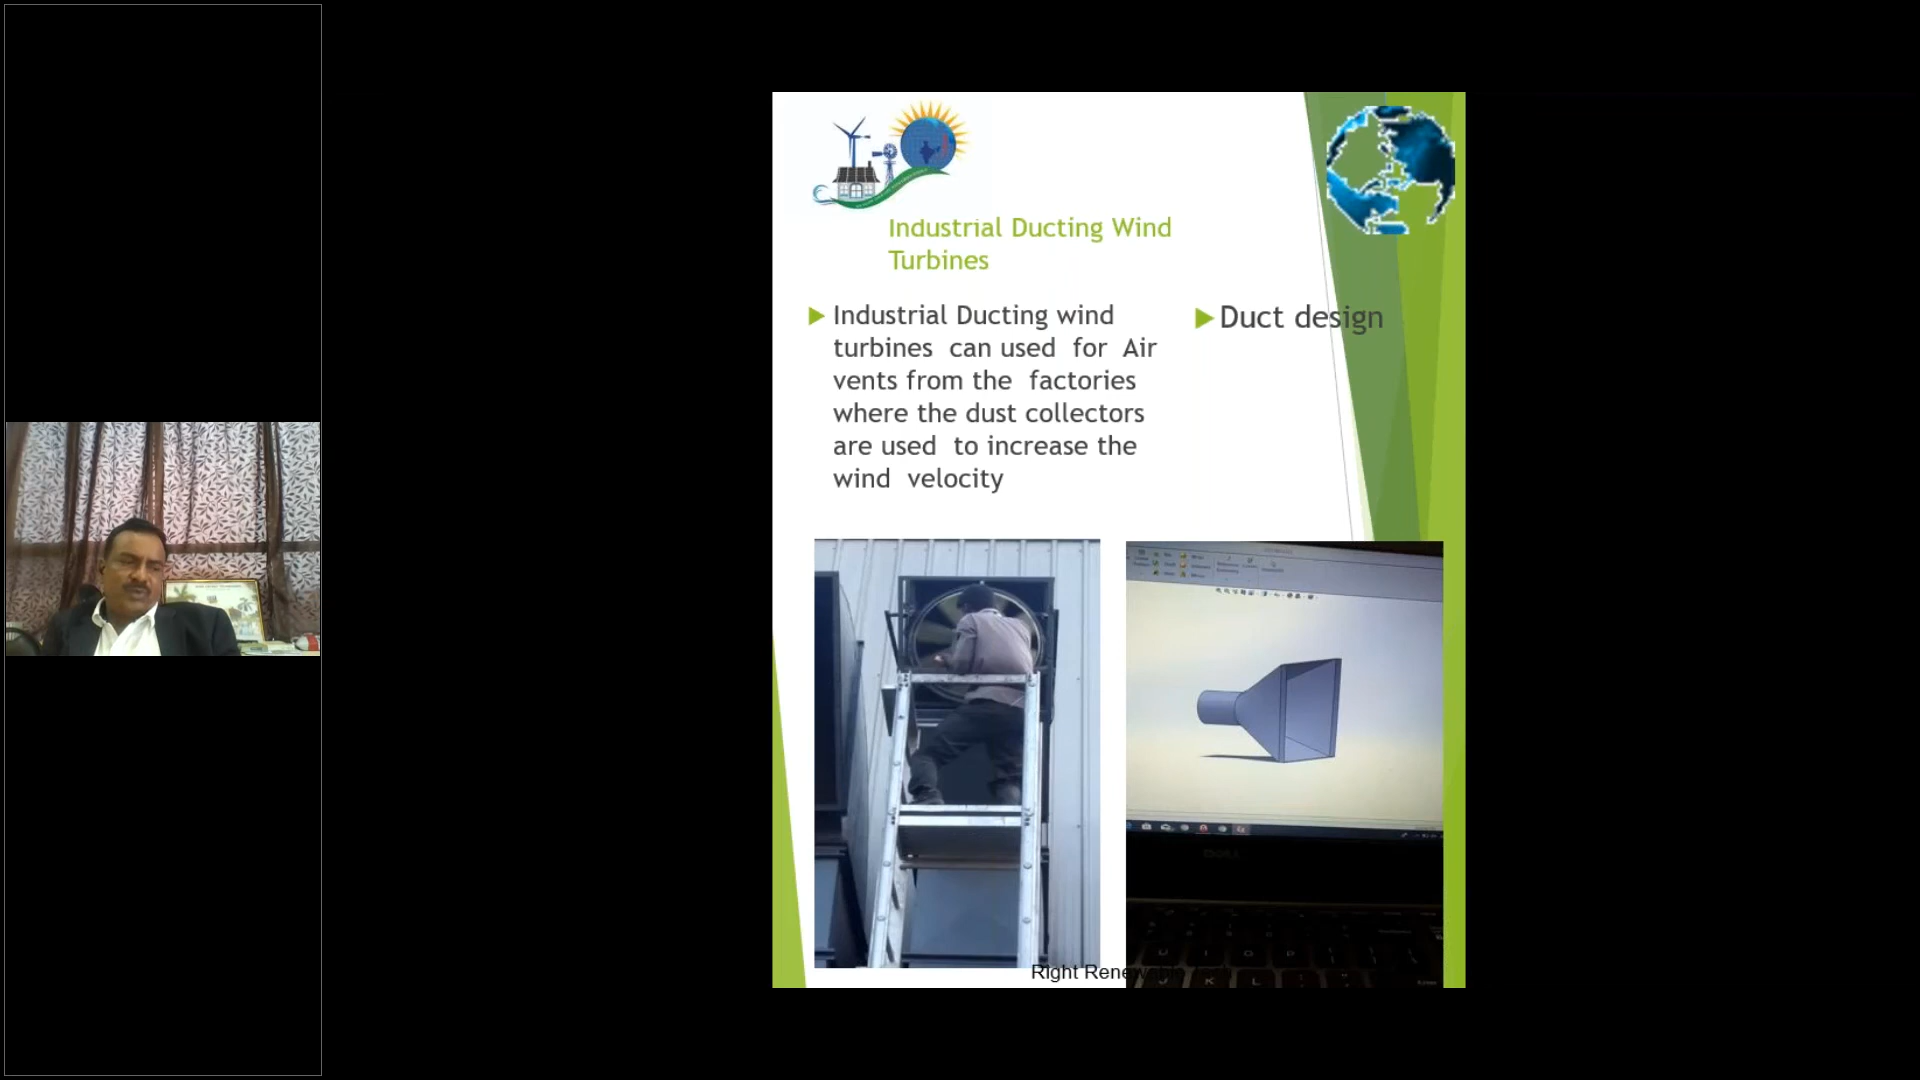 Industrial Ducting Wind
Turbines
Industrial Ducting wind
turbines can used for Air
vents from the factories
where the dust collectors
are used to increase the
wind velocity
Duct design
DELL
Right